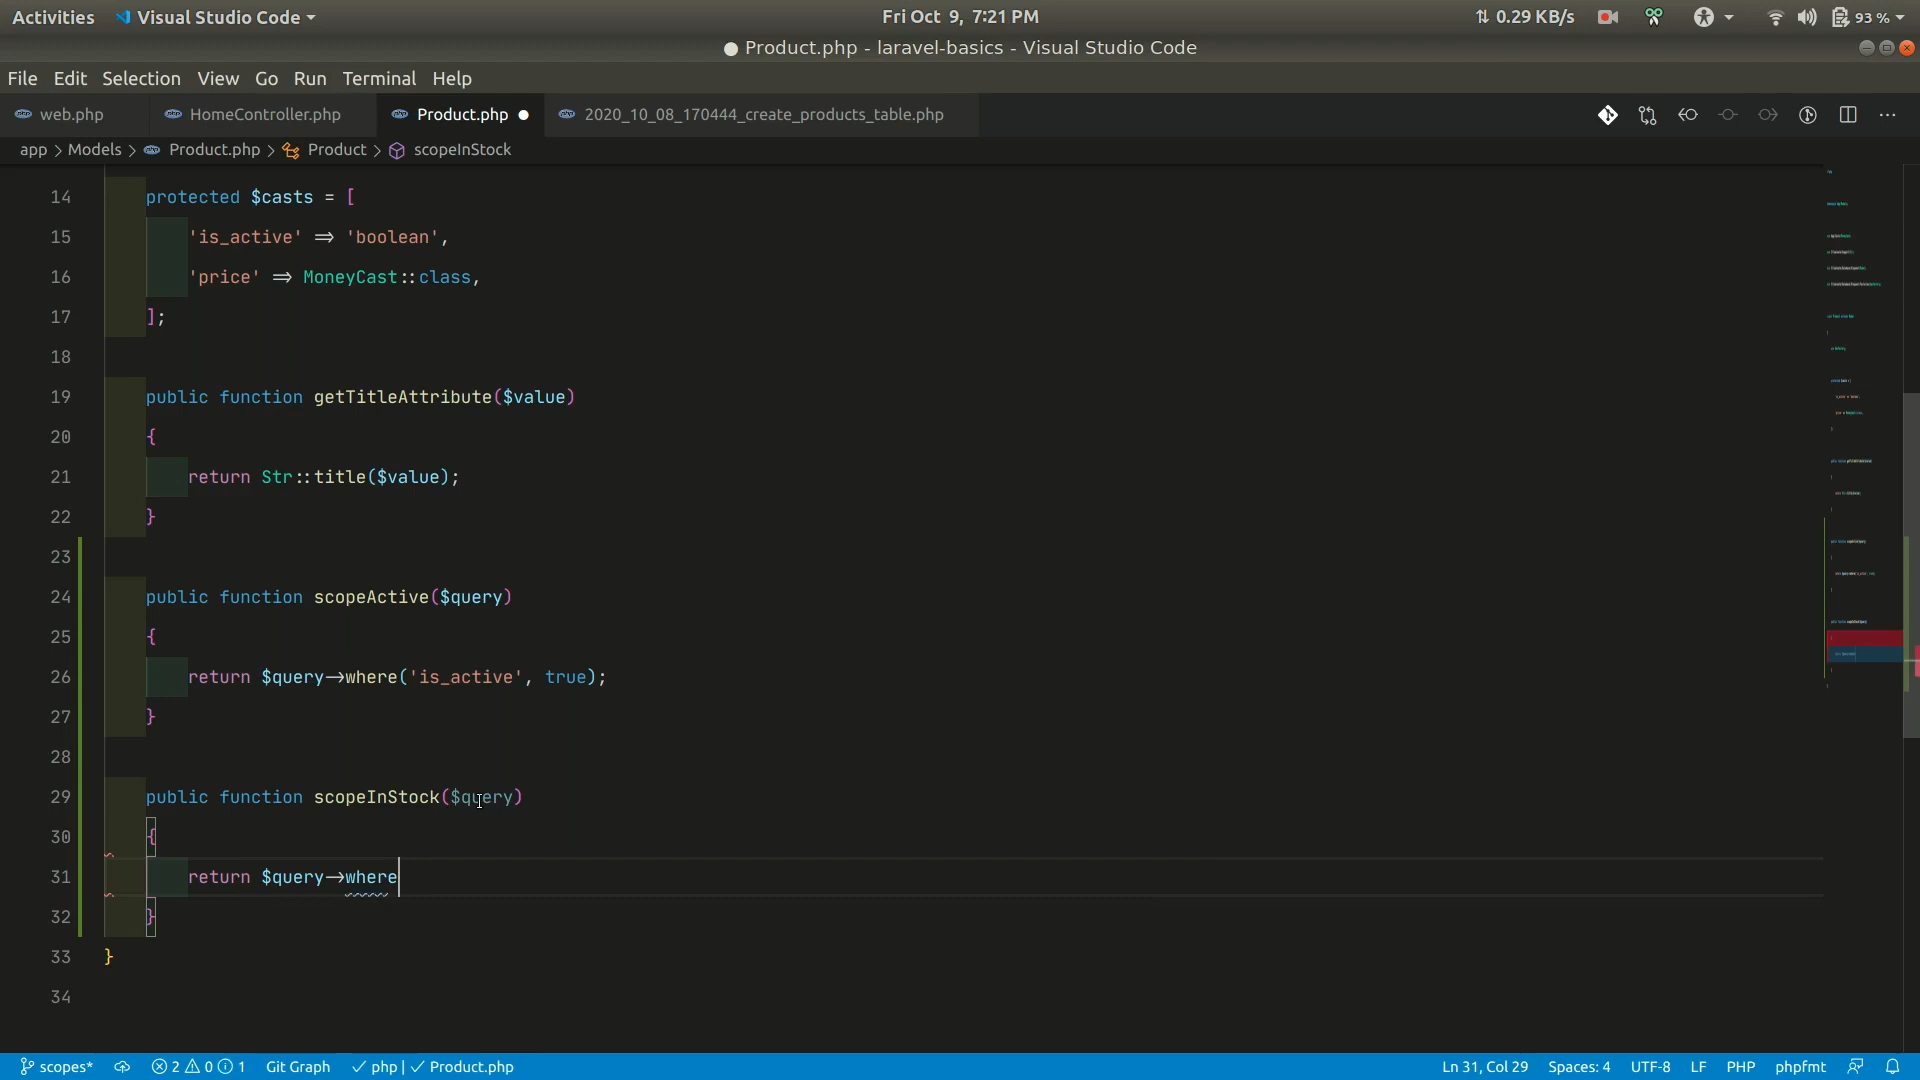 Activities Visual Studio Code Fri Oct 9, 7:21 PM 0.29 KB/s 93 %
● Product.php - laravel-basics - Visual Studio Code
File Edit Selection View Go Run Terminal Help
web.php HomeController.php Product.php ● 2020_10_08_170444_create_products_table.php
app > Models > Product.php > Product > scopeInStock
14 protected $casts = [
15 'is_active' => 'boolean',
16 'price' => MoneyCast::class,
17 ];
18
19 public function getTitleAttribute($value)
20 {
21 return Str::title($value);
22 }
23
24 public function scopeActive($query)
25 {
26 return $query->where('is_active', true);
27 }
28
29 public function scopeInStock($query)
30 {
31 return $query->where
32 }
33 }
34
scopes* 2 0 1 Git Graph ✓ php | ✓ Product.php Ln 31, Col 29 Spaces: 4 UTF-8 LF PHP phpfmt